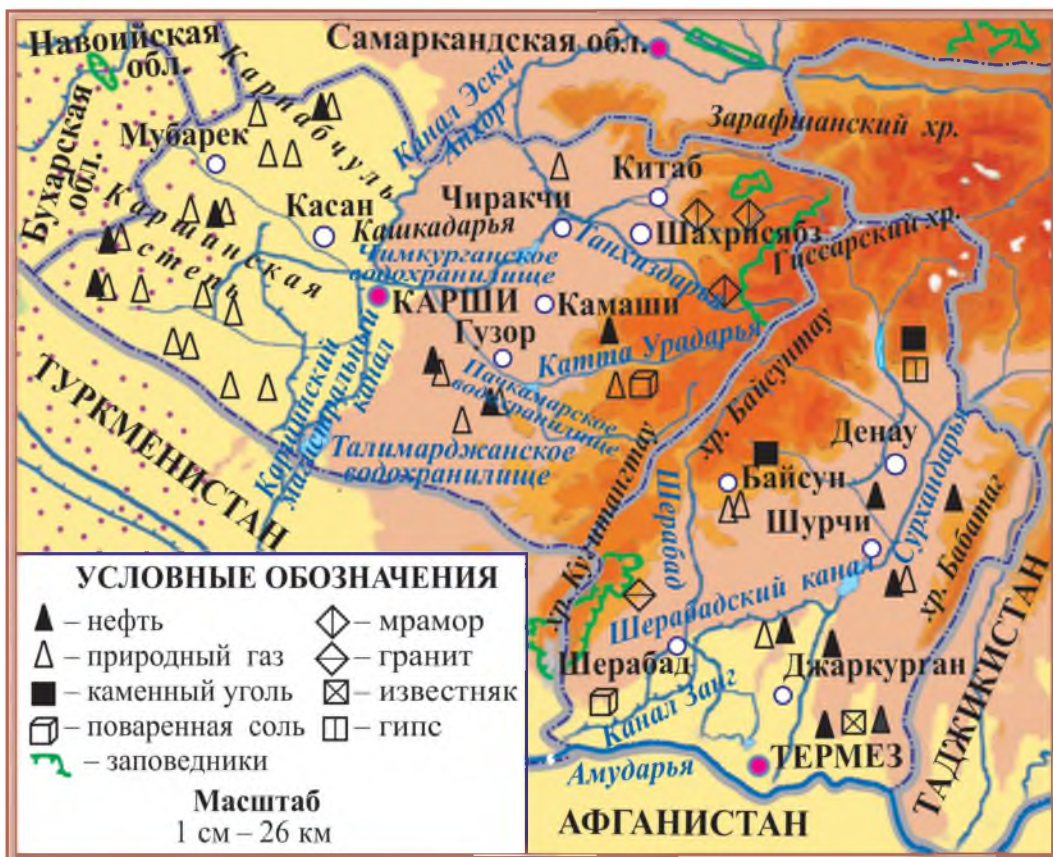 Навоийская
обл.
Самаркандская обл.
Карнабчуль
Канал Эски
Анхор
Зарафшанский хр.
Бухарская
обл.
Мубарек
Китаб
Чиракчи
Каршинская
степь
Касан
Кашкадарья
Шахрисябз
Гиссарский хр.
Чимкурганское
водохранилище
Танхиздарья
КАРШИ
Камаши
Гузор
Катта Урадарья
Каршинский
магистральный
канал
Пачкамарское
водохранилище
хр. Байсунтау
ТУРКМЕНИСТАН
Талимарджанское
водохранилище
Денау
Байсун
Шурчи
Сурхандарья
хр. Бабатаг
хр. Кугитангтау
Шерабад
Шерабадский канал
Шерабад
Канал Занг
Джаркурган
ТАДЖИКИСТАН
Амударья
ТЕРМЕЗ
АФГАНИСТАН
УСЛОВНЫЕ ОБОЗНАЧЕНИЯ
– нефть
– природный газ
– каменный уголь
– поваренная соль
– заповедники
– мрамор
– гранит
– известняк
– гипс
Масштаб
1 см – 26 км